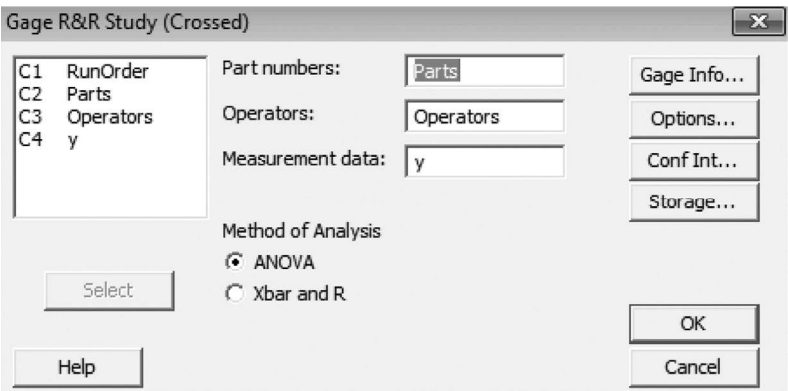 Gage R&R Study (Crossed)
C1 RunOrder
C2 Parts
C3 Operators
C4 y
Part numbers: Parts
Operators: Operators
Measurement data: y
Method of Analysis
ANOVA
Xbar and R
Select
Help
Gage Info...
Options...
Conf Int...
Storage...
OK
Cancel